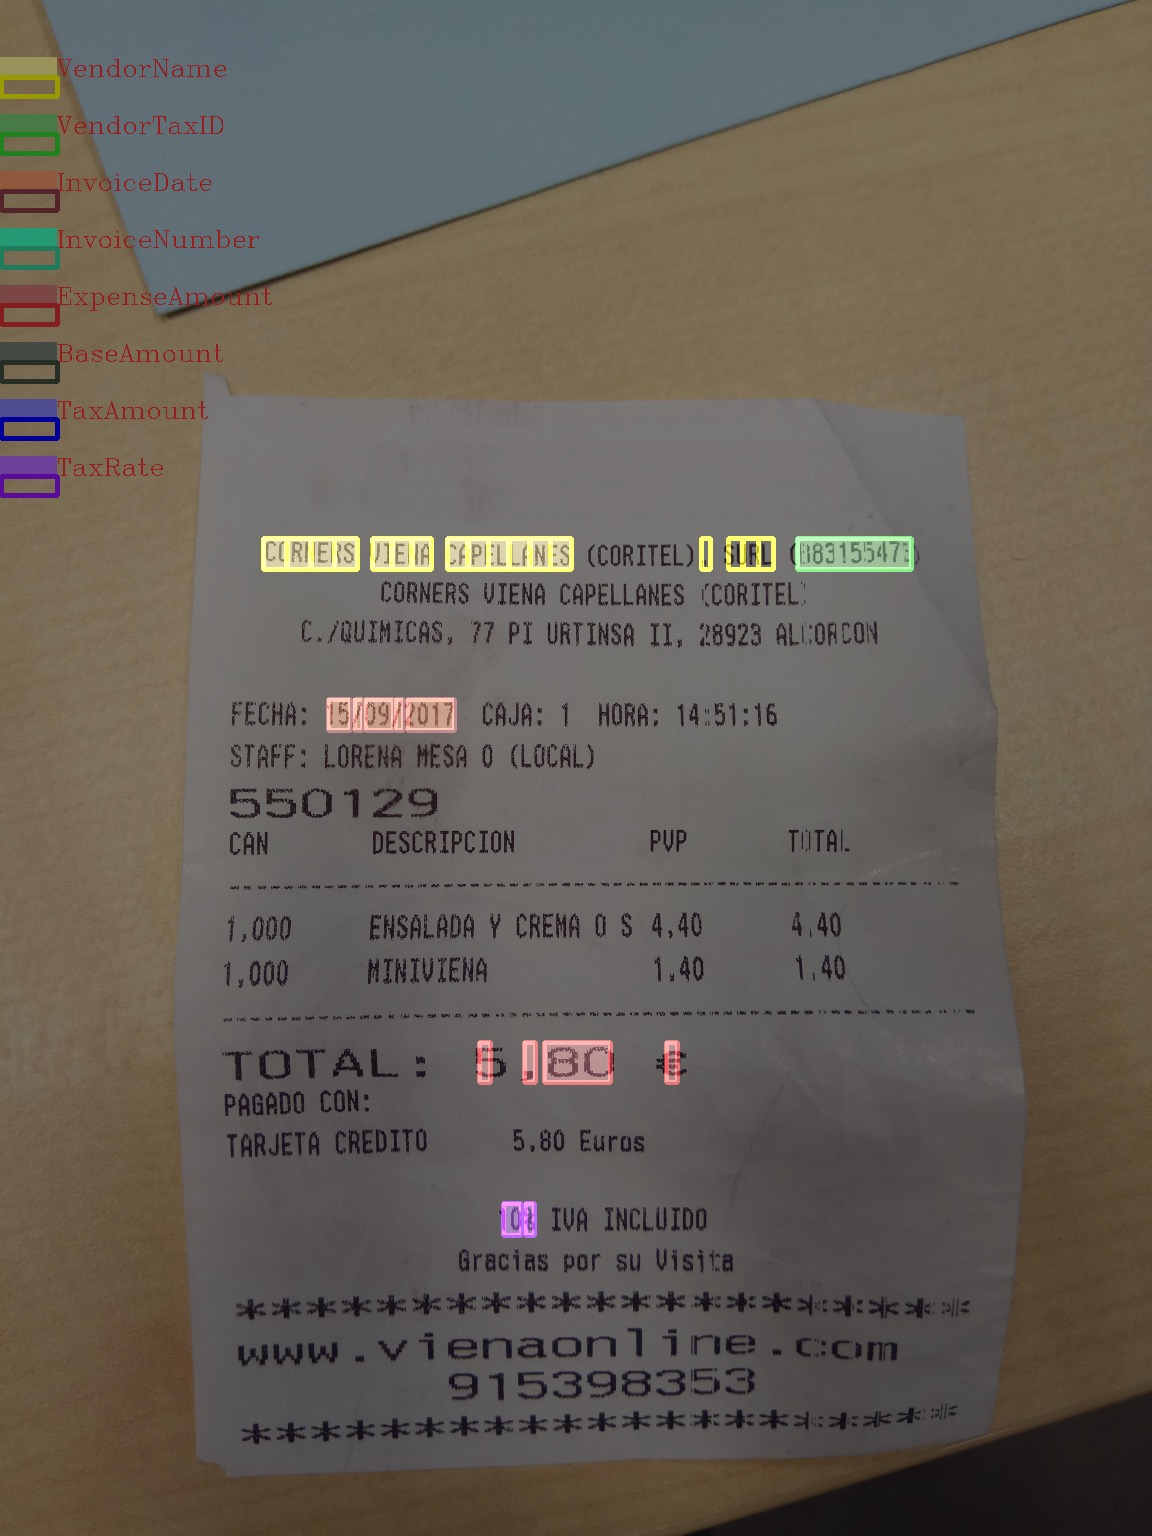 VendorName
VendorTaxID
InvoiceDate
InvoiceNumber
ExpenseAmount
BaseAmount
TaxAmount
TaxRate
CORNERS VIENA CAPELLANES (CORITEL), SURL (B83155473)
CORNERS VIENA CAPELLANES (CORITEL)
C./QUIMICAS, 77 PI URTINSA II, 28923 ALCORCON
FECHA: 15/09/2017 CAJA: 1 HORA: 14:51:16
STAFF: LORENA MESA O (LOCAL)
550129
CAN DESCRIPCION PVP TOTAL
1,000 ENSALADA Y CREMA O S 4,40 4,40
1,000 MINIVIENA 1,40 1,40
TOTAL: 5,80 €
PAGADO CON:
TARJETA CREDITO 5,80 Euros
10% IVA INCLUIDO
Gracias por su Visita
*********************
www.vienaonline.com
915398353
*********************